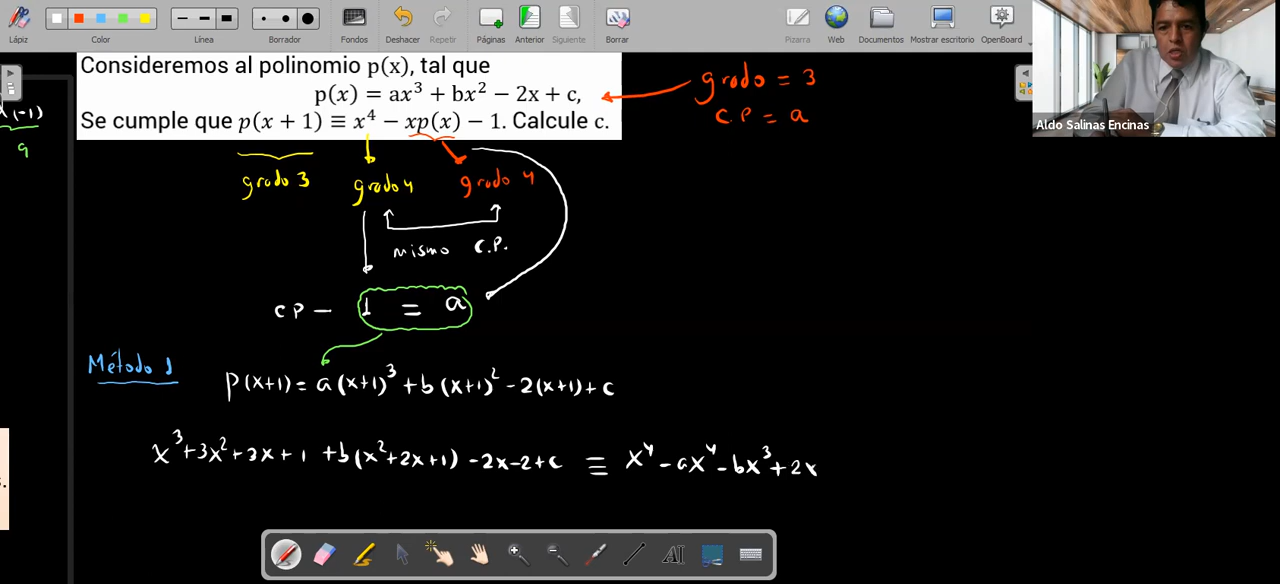 Lápiz
Color
Línea
Borrador
Fondos
Deshacer
Repetir
Páginas
Anterior
Siguiente
Borrar
Pizarra
Web
Documentos
Mostrar escritorio
OpenBoard
Consideremos al polinomio p(x), tal que
p(x) = ax³ + bx² − 2x + c,
Se cumple que p(x + 1) ≡ x⁴ − xp(x) − 1. Calcule c.
grado = 3
C.P = a
Aldo Salinas Encinas
(-1)
a
grado 3
grado 4
grado 4
mismo C.P.
CP - 1 = a
Método 1
P(x+1) = a(x+1)³ + b(x+1)² - 2(x+1) + c
x³+3x²+3x+1 +b(x²+2x+1) -2x-2+c ≡ x⁴ - ax⁴ - bx³ + 2x
s.
AI